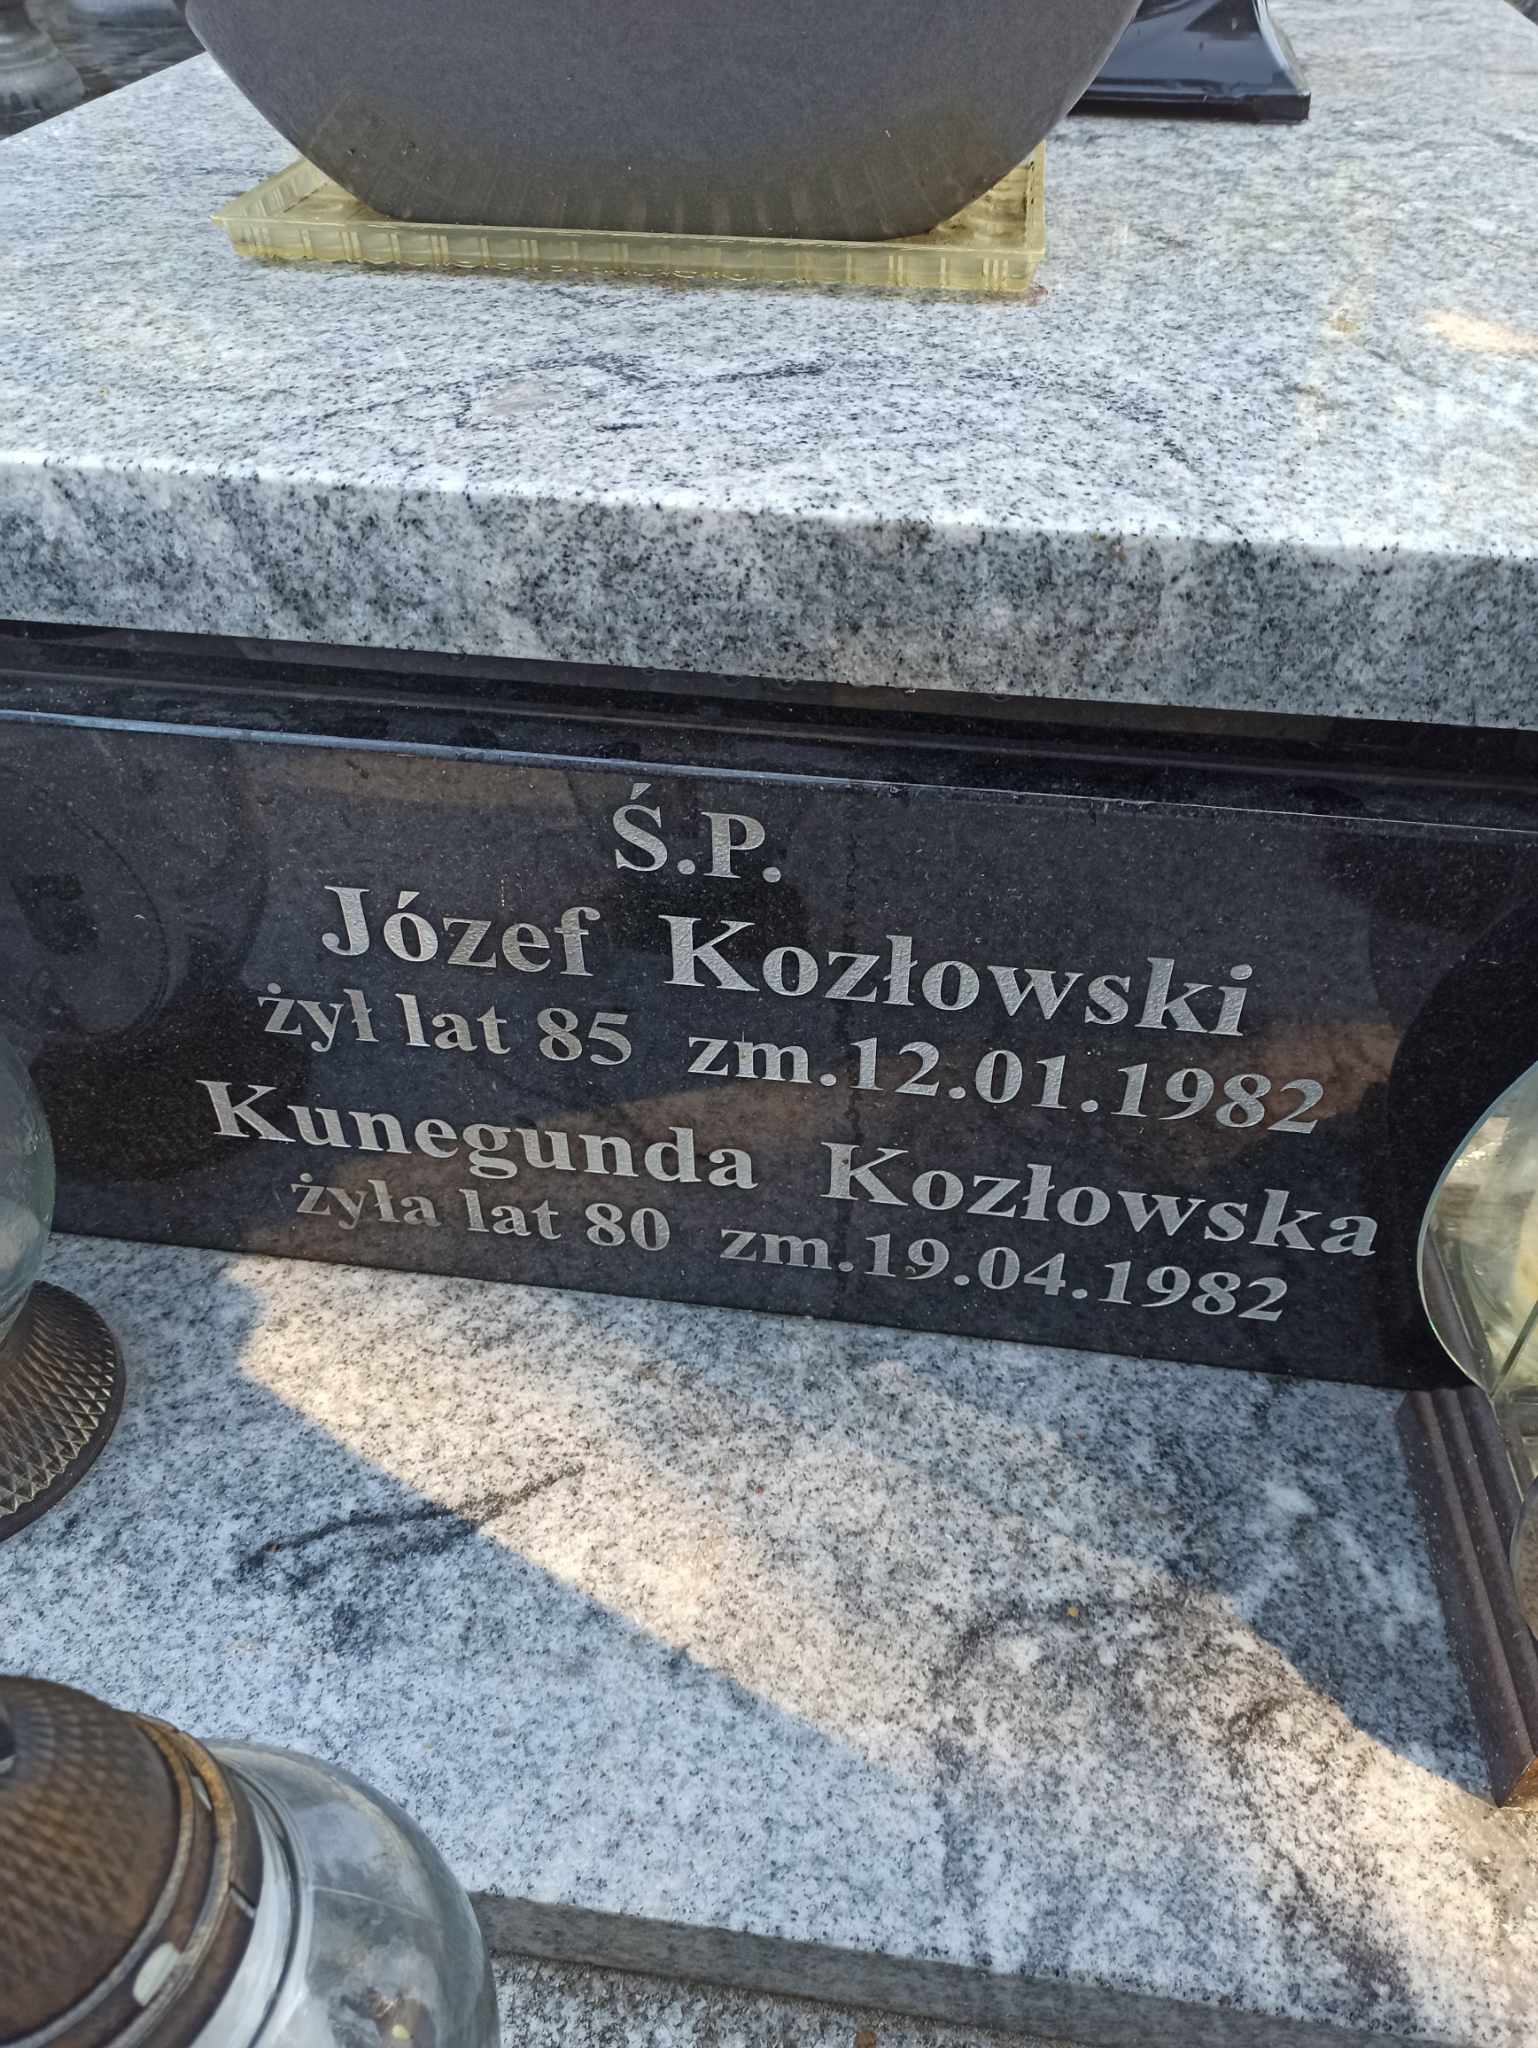 Ś.P.
Józef Kozłowski
żył lat 85 zm.12.01.1982
Kunegunda Kozłowska
żyła lat 80 zm.19.04.1982